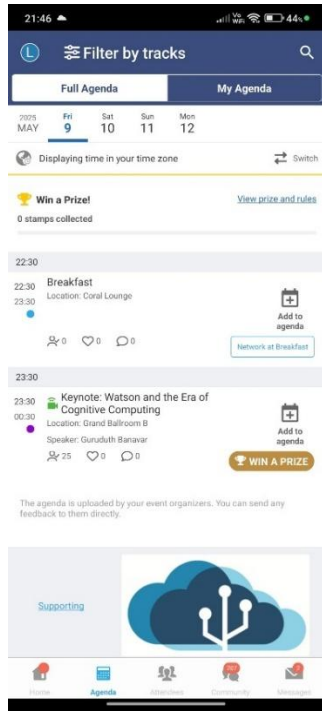 21:46
Vo
WiFi
44%
L
Filter by tracks
Full Agenda
My Agenda
2025
MAY
Fri
9
Sat
10
Sun
11
Mon
12
Displaying time in your time zone
Switch
Win a Prize!
View prize and rules
0 stamps collected
22:30
22:30
23:30
Breakfast
Location: Coral Lounge
Add to
agenda
0
0
0
Network at Breakfast
23:30
23:30
00:30
Keynote: Watson and the Era of
Cognitive Computing
Location: Grand Ballroom B
Speaker: Guruduth Banavar
Add to
agenda
25
0
0
WIN A PRIZE
The agenda is uploaded by your event organizers. You can send any
feedback to them directly.
Supporting
Home
Agenda
Attendees
Community
Messages